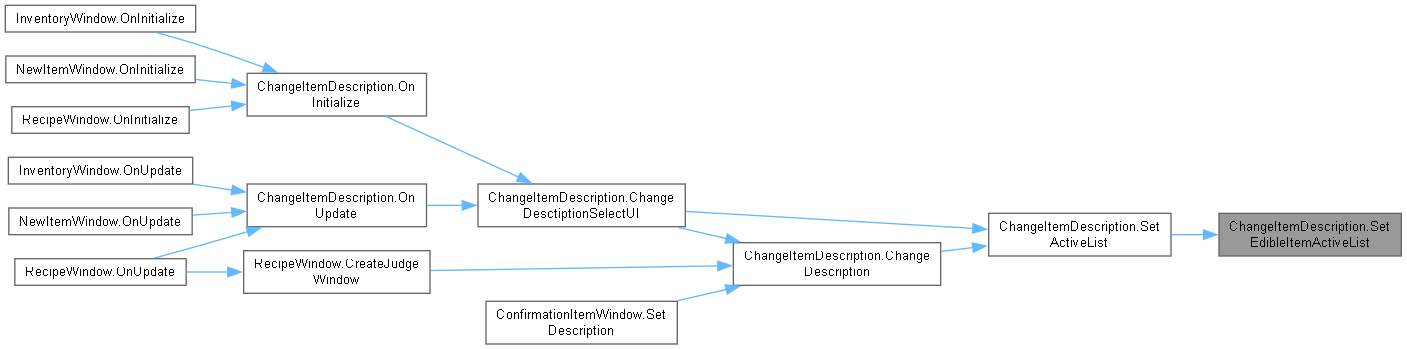 InventoryWindow.OnInitialize
NewItemWindow.OnInitialize
ChangeItemDescription.On
Initialize
RecipeWindow.OnInitialize
InventoryWindow.OnUpdate
ChangeItemDescription.On
Update
ChangeItemDescription.Change
DesctiptionSelectUI
NewItemWindow.OnUpdate
ChangeItemDescription.Set
ActiveList
ChangeItemDescription.Set
EdibleItemActiveList
RecipeWindow.OnUpdate
RecipeWindow.CreateJudge
Window
ChangeItemDescription.Change
Description
ConfirmationItemWindow.Set
Description